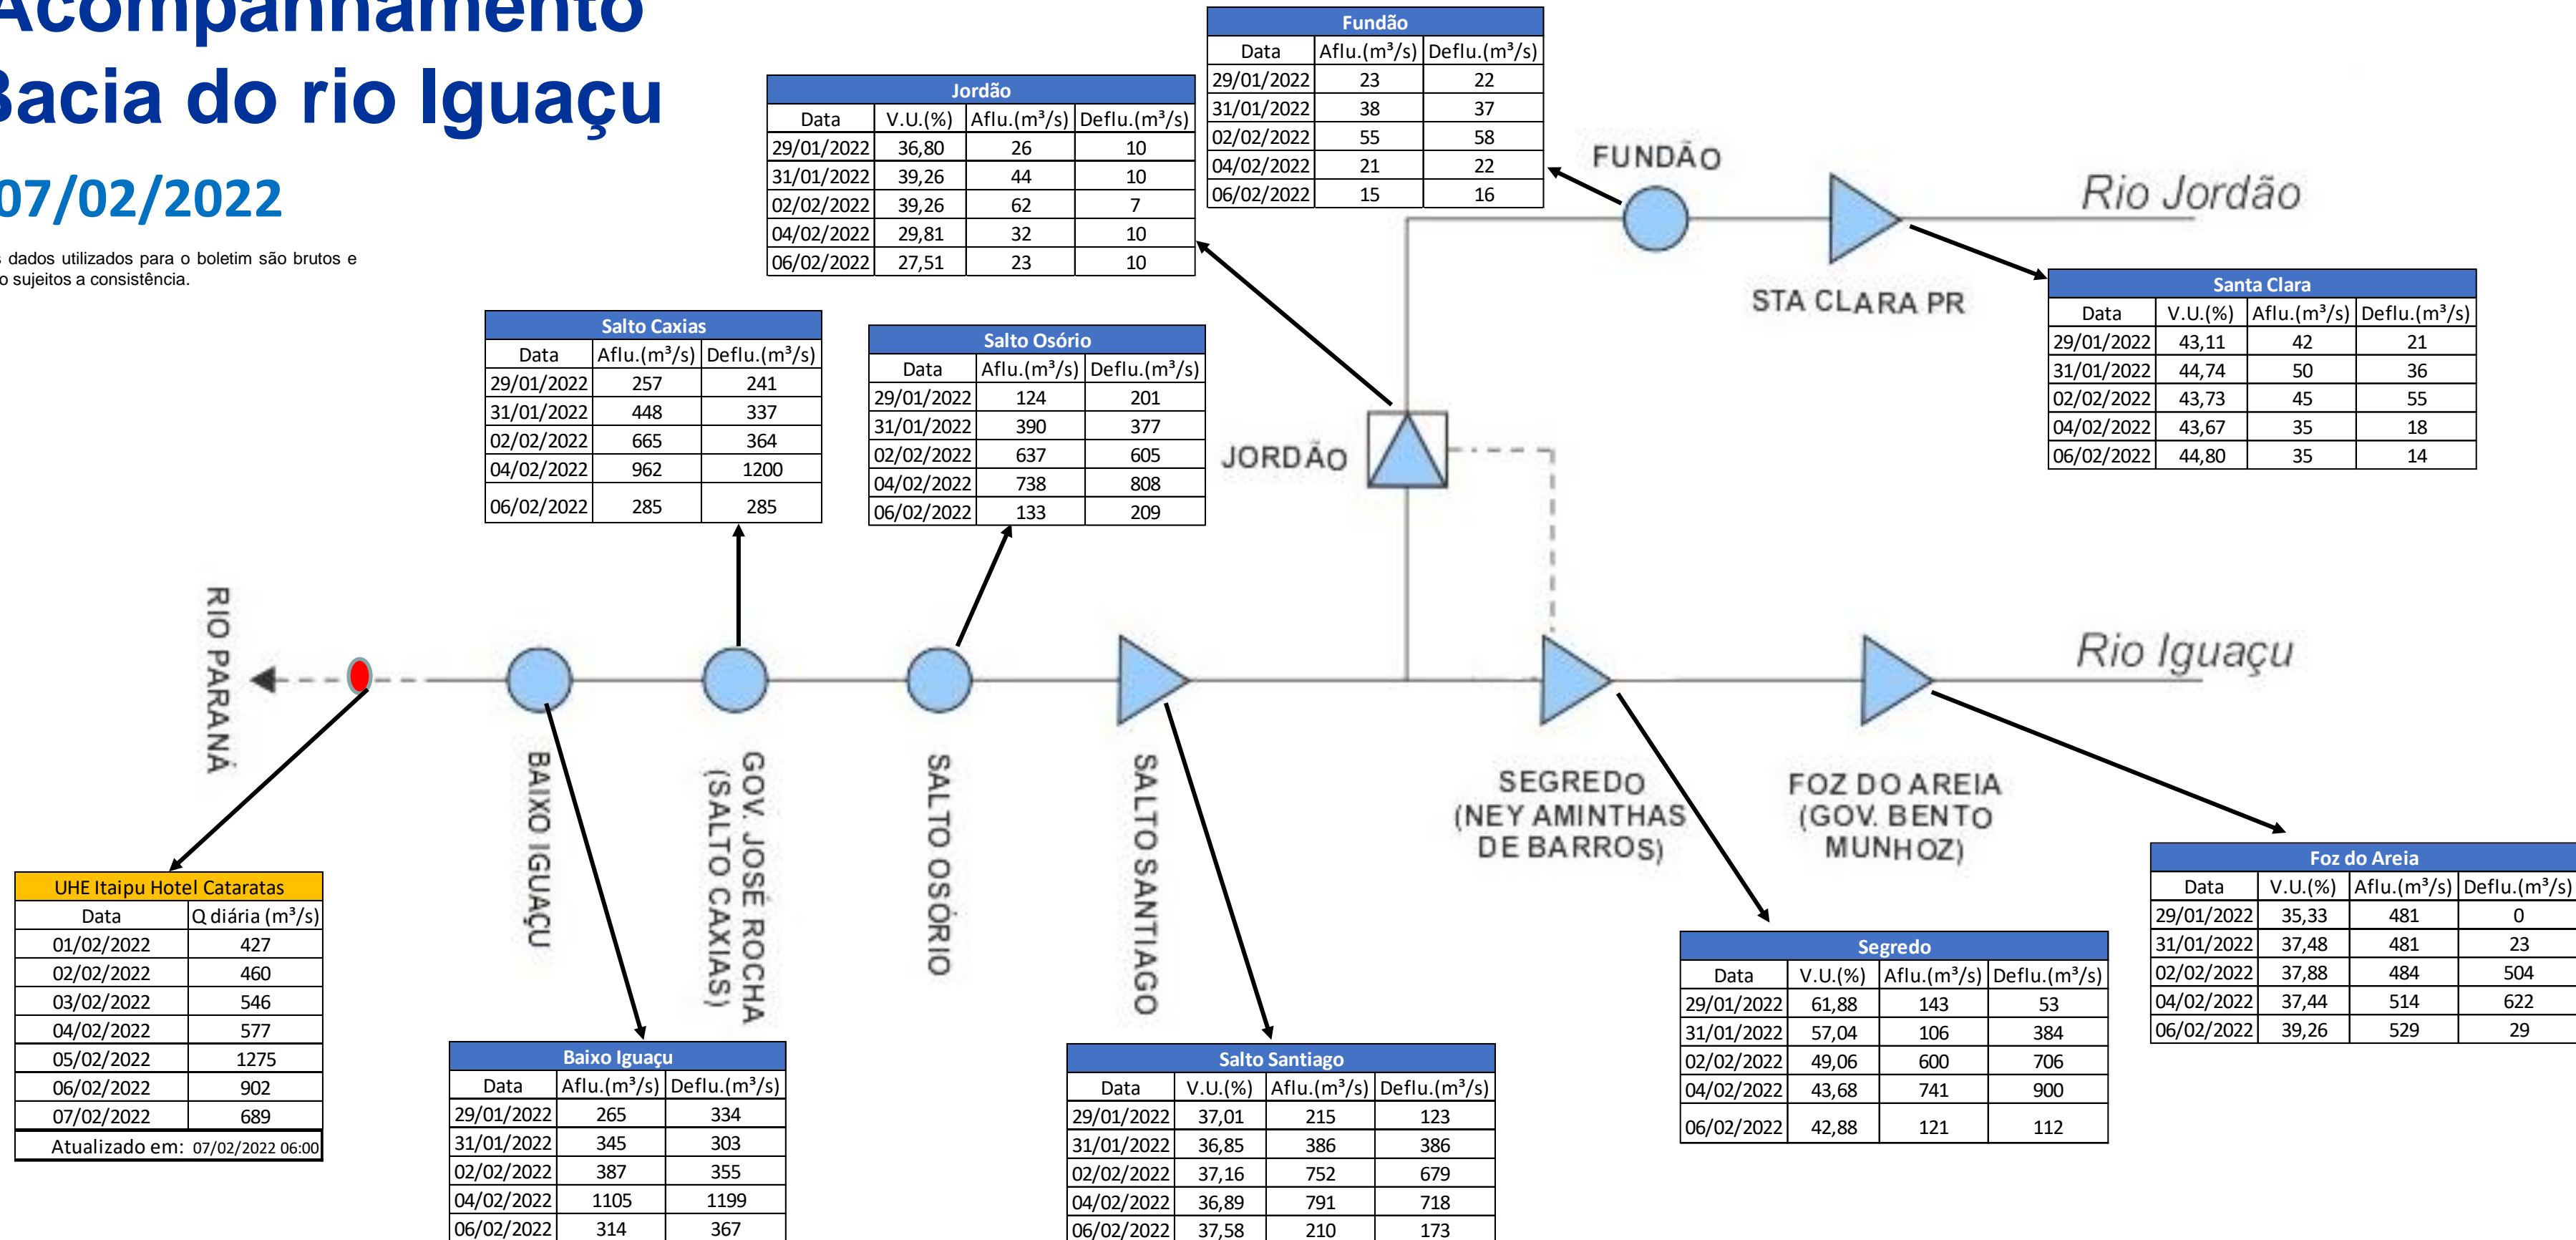 Acompanhamento
Bacia do rio Iguaçu
07/02/2022
s dados utilizados para o boletim são brutos e
o sujeitos a consistência.
Fundão
Data Aflu.(m³/s) Deflu.(m³/s)
29/01/2022 23 22
31/01/2022 38 37
02/02/2022 55 58
04/02/2022 21 22
06/02/2022 15 16
Jordão
Data V.U.(%) Aflu.(m³/s) Deflu.(m³/s)
29/01/2022 36,80 26 10
31/01/2022 39,26 44 10
02/02/2022 39,26 62 7
04/02/2022 29,81 32 10
06/02/2022 27,51 23 10
FUNDÃO
Rio Jordão
STA CLARA PR
Santa Clara
Data V.U.(%) Aflu.(m³/s) Deflu.(m³/s)
29/01/2022 43,11 42 21
31/01/2022 44,74 50 36
02/02/2022 43,73 45 55
04/02/2022 43,67 35 18
06/02/2022 44,80 35 14
Salto Caxias
Data Aflu.(m³/s) Deflu.(m³/s)
29/01/2022 257 241
31/01/2022 448 337
02/02/2022 665 364
04/02/2022 962 1200
06/02/2022 285 285
Salto Osório
Data Aflu.(m³/s) Deflu.(m³/s)
29/01/2022 124 201
31/01/2022 390 377
02/02/2022 637 605
04/02/2022 738 808
06/02/2022 133 209
JORDÃO
RIO PARANÁ
Rio Iguaçu
BAIXO IGUAÇU
GOV. JOSÉ ROCHA
(SALTO CAXIAS)
SALTO OSÓRIO
SALTO SANTIAGO
SEGREDO
(NEY AMINTHAS
DE BARROS)
FOZ DO AREIA
(GOV. BENTO
MUNHOZ)
UHE Itaipu Hotel Cataratas
Data Q diária (m³/s)
01/02/2022 427
02/02/2022 460
03/02/2022 546
04/02/2022 577
05/02/2022 1275
06/02/2022 902
07/02/2022 689
Atualizado em: 07/02/2022 06:00
Baixo Iguaçu
Data Aflu.(m³/s) Deflu.(m³/s)
29/01/2022 265 334
31/01/2022 345 303
02/02/2022 387 355
04/02/2022 1105 1199
06/02/2022 314 367
Salto Santiago
Data V.U.(%) Aflu.(m³/s) Deflu.(m³/s)
29/01/2022 37,01 215 123
31/01/2022 36,85 386 386
02/02/2022 37,16 752 679
04/02/2022 36,89 791 718
06/02/2022 37,58 210 173
Segredo
Data V.U.(%) Aflu.(m³/s) Deflu.(m³/s)
29/01/2022 61,88 143 53
31/01/2022 57,04 106 384
02/02/2022 49,06 600 706
04/02/2022 43,68 741 900
06/02/2022 42,88 121 112
Foz do Areia
Data V.U.(%) Aflu.(m³/s) Deflu.(m³/s)
29/01/2022 35,33 481 0
31/01/2022 37,48 481 23
02/02/2022 37,88 484 504
04/02/2022 37,44 514 622
06/02/2022 39,26 529 29